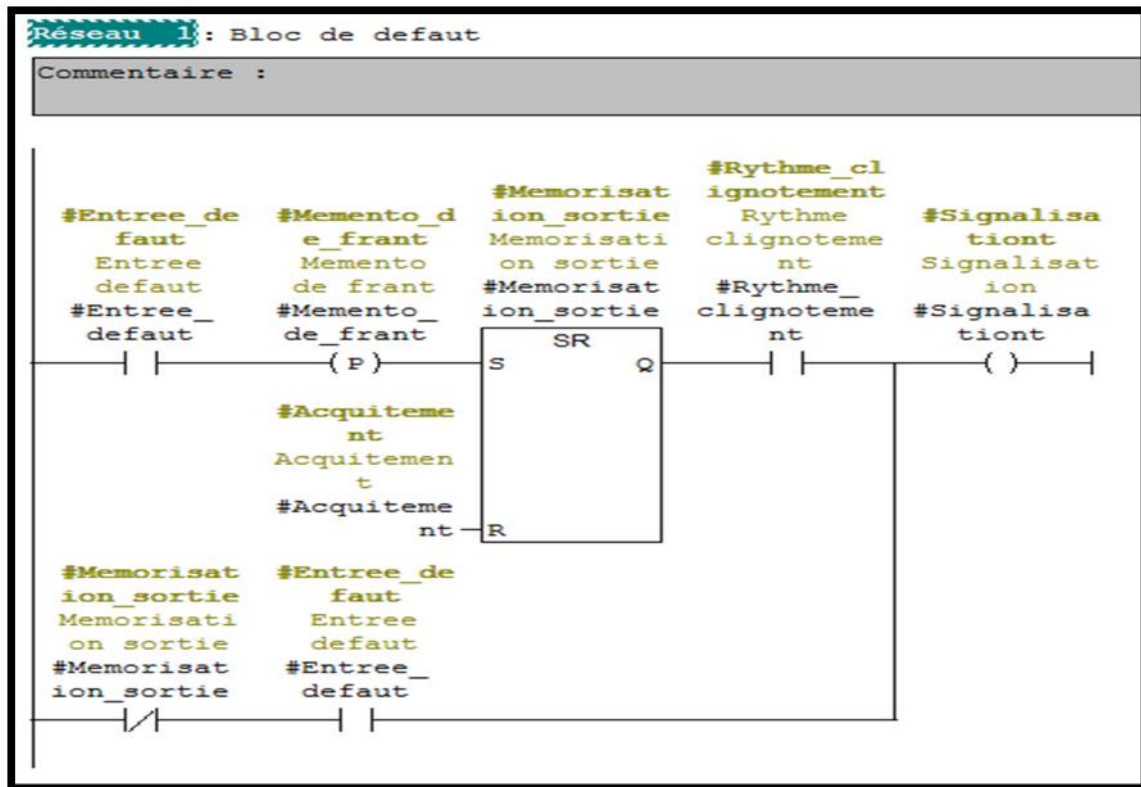 Réseau 1 : Bloc de defaut
Commentaire :
#Entree_de
faut
Entree
defaut
#Entree_
defaut
#Memento_d
e_frant
Memento
de frant
#Memento_
de_frant
( P )
#Memorisat
ion_sortie
Memorisati
on sortie
#Memorisat
ion_sortie
SR
S Q
#Rythme_cl
ignotement
Rythme
clignoteme
nt
#Rythme_
clignoteme
nt
#Signalisa
tiont
Signalisat
ion
#Signalisa
tiont
( )
#Acquiteme
nt
Acquitemen
t
#Acquiteme
nt
R
#Memorisat
ion_sortie
Memorisati
on sortie
#Memorisat
ion_sortie
#Entree_de
faut
Entree
defaut
#Entree_
defaut